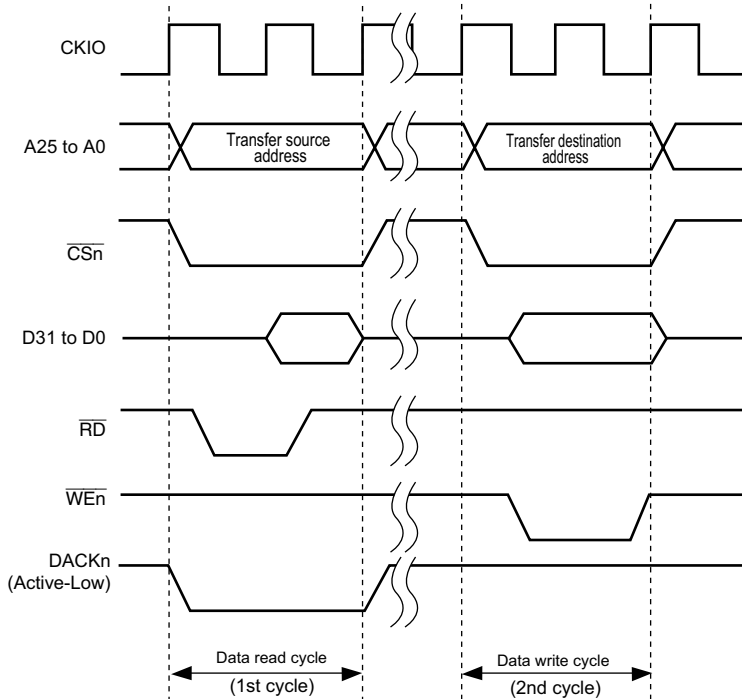 CKIO
A25 to A0
Transfer source
address
Transfer destination
address
CSn
D31 to D0
RD
WEn
DACKn
(Active-Low)
Data read cycle
(1st cycle)
Data write cycle
(2nd cycle)